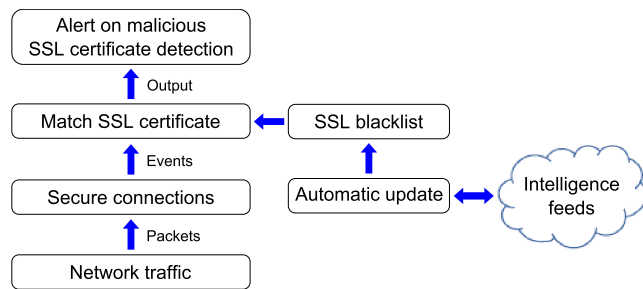 Alert on malicious
SSL certificate detection
Output
Match SSL certificate
SSL blacklist
Events
Secure connections
Automatic update
Intelligence
feeds
Packets
Network traffic